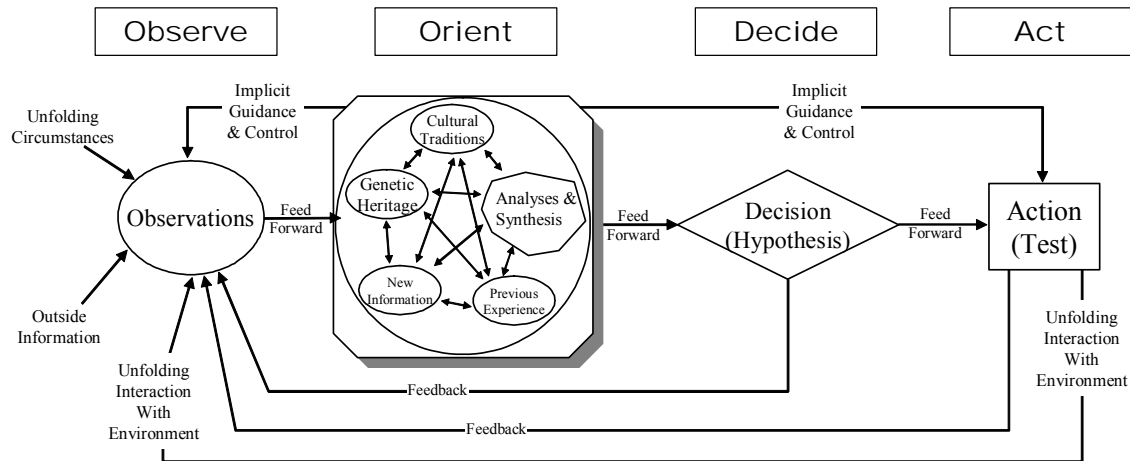 Observe
Orient
Decide
Act
Implicit
Guidance
& Control
Unfolding
Circumstances
Observations
Outside
Information
Unfolding
Interaction
With
Environment
Feed
Forward
Cultural
Traditions
Genetic
Heritage
Analyses &
Synthesis
New
Information
Previous
Experience
Feed
Forward
Decision
(Hypothesis)
Implicit
Guidance
& Control
Feed
Forward
Action
(Test)
Unfolding
Interaction
With
Environment
Feedback
Feedback